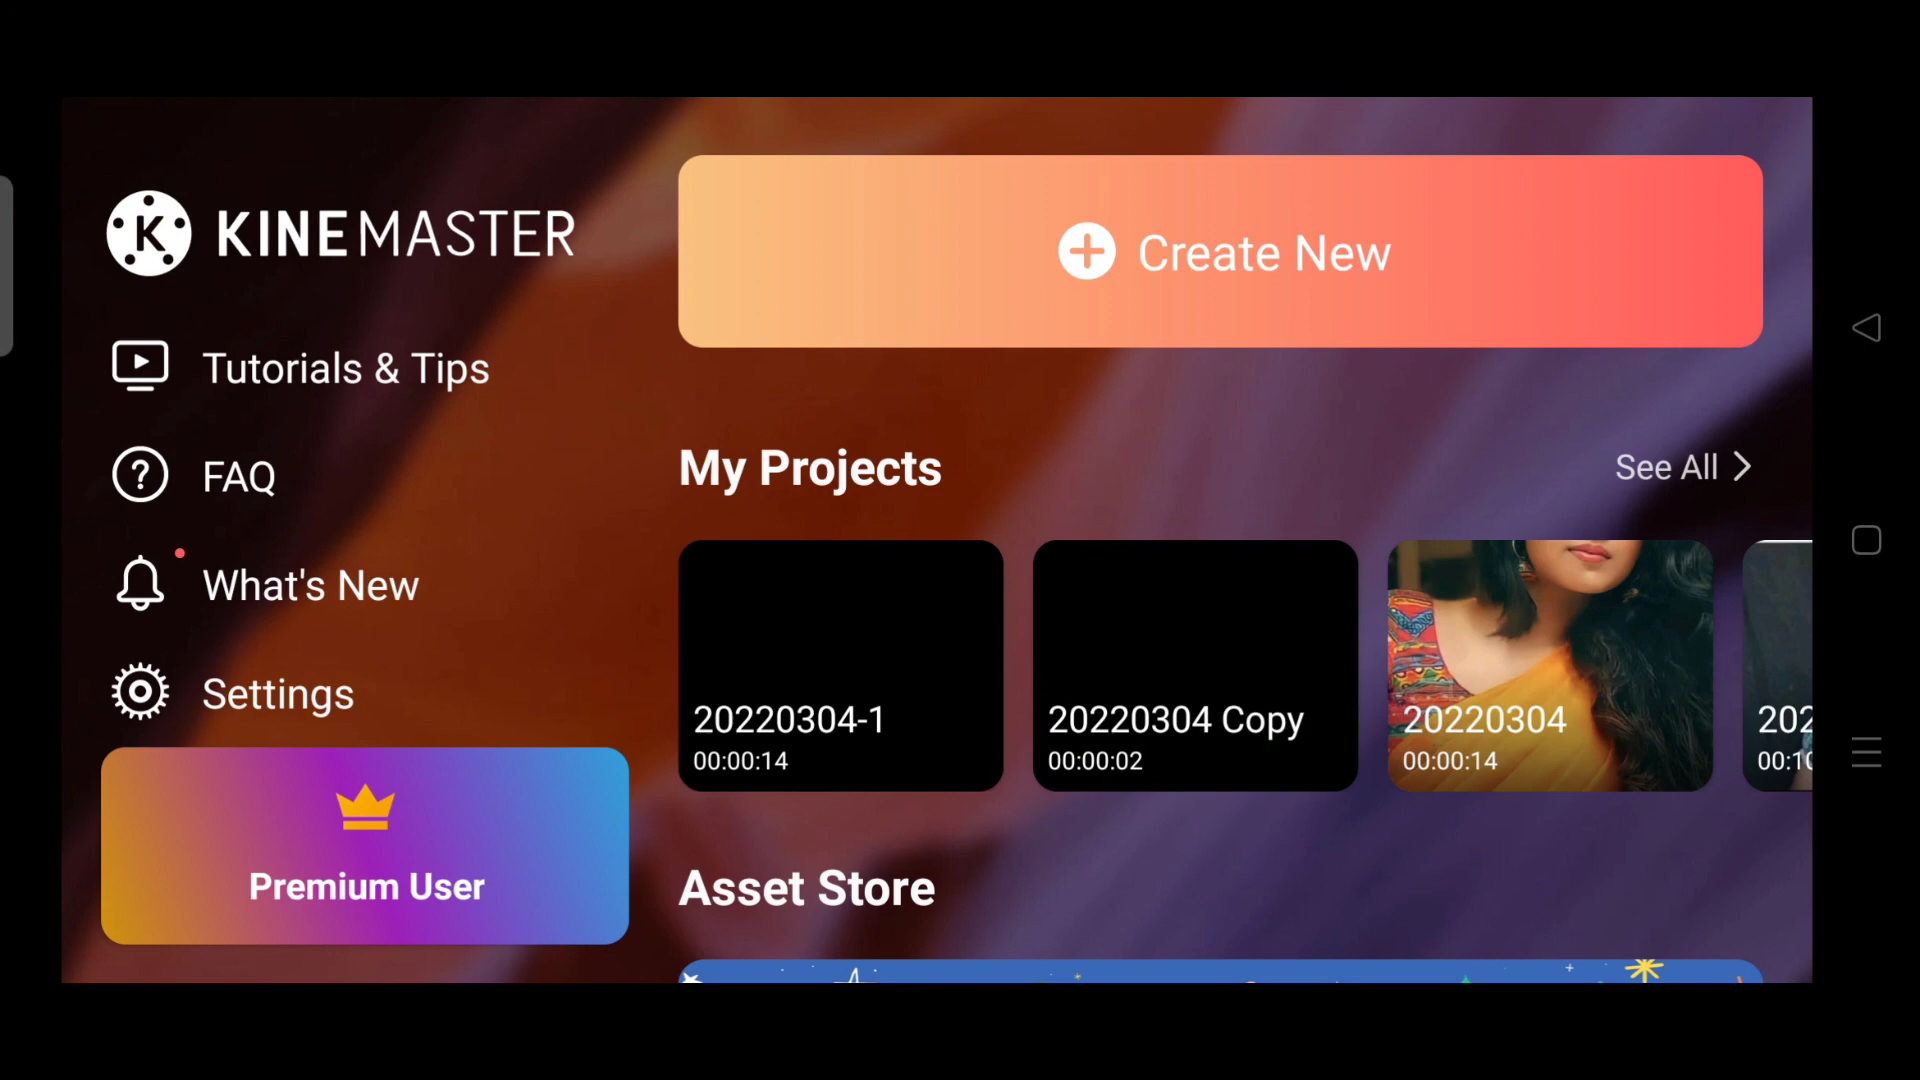 KINEMASTER
Tutorials & Tips
FAQ
What's New
Settings
Premium User
Create New
My Projects
See All
20220304-1
00:00:14
20220304 Copy
00:00:02
20220304
00:00:14
Asset Store